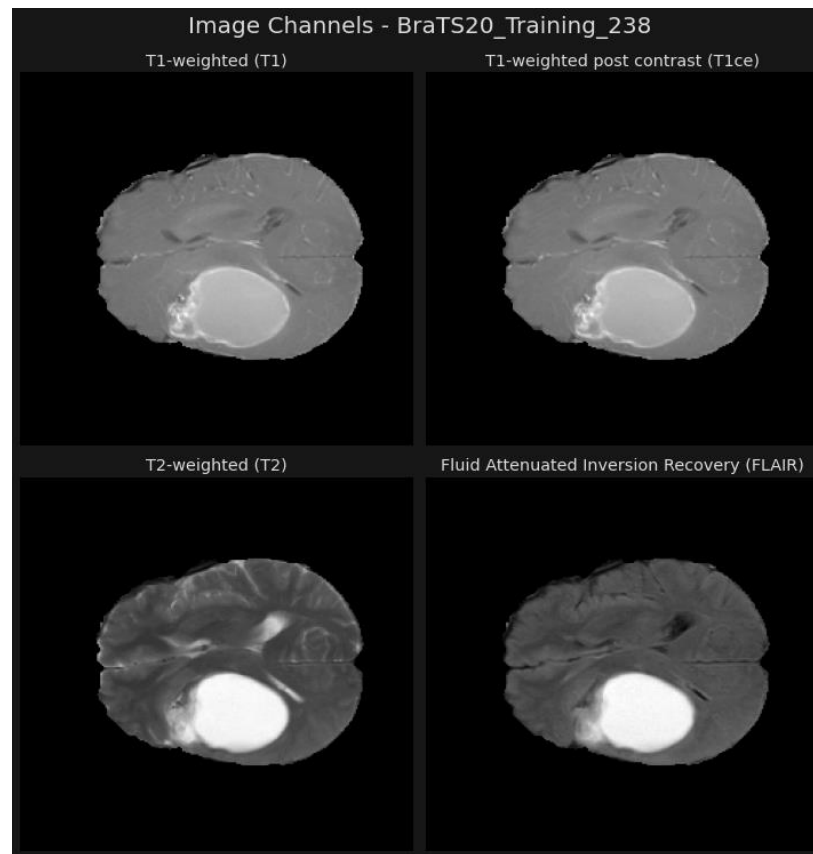 Image Channels - BraTS20_Training_238
T1-weighted (T1)
T1-weighted post contrast (T1ce)
T2-weighted (T2)
Fluid Attenuated Inversion Recovery (FLAIR)